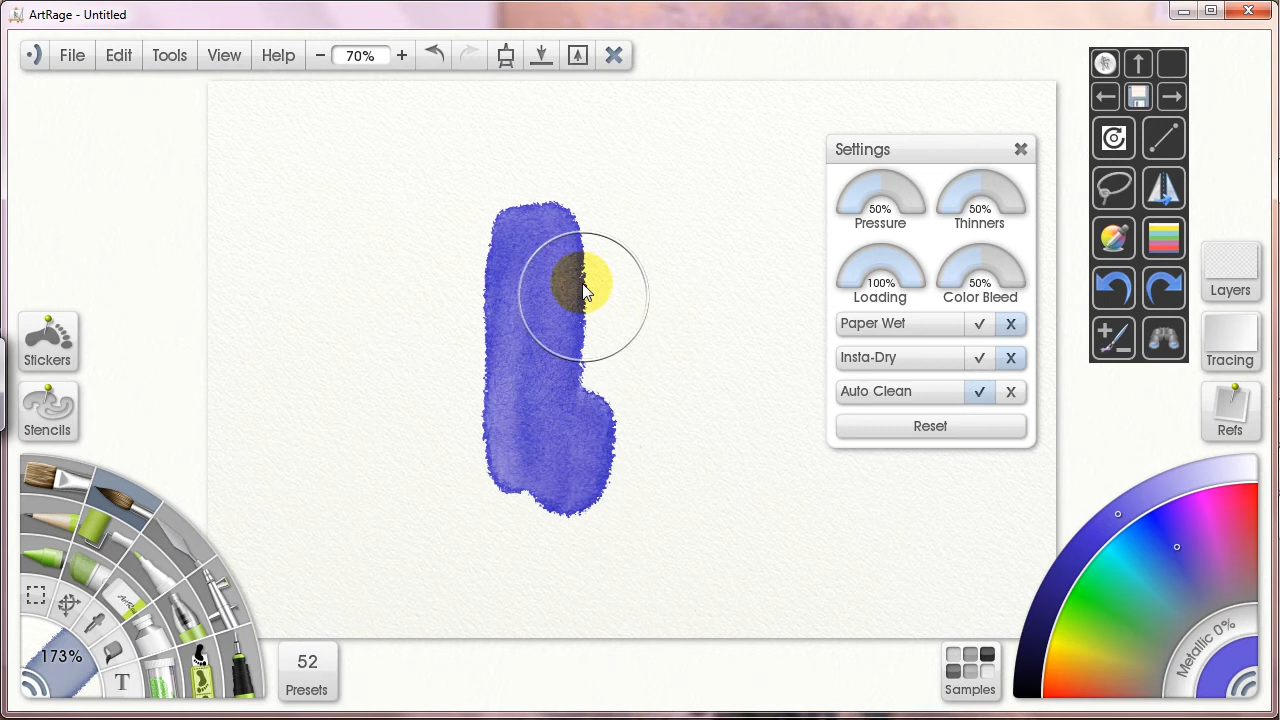 ArtRage - Untitled
File Edit Tools View Help − 70% +
Settings
50% 50%
Pressure Thinners
100% 50%
Loading Color Bleed
Paper Wet
Insta-Dry
Auto Clean
Reset
Layers
Tracing
Refs
Stickers
Stencils
173%
T
52
Presets
Samples
Metallic 0%